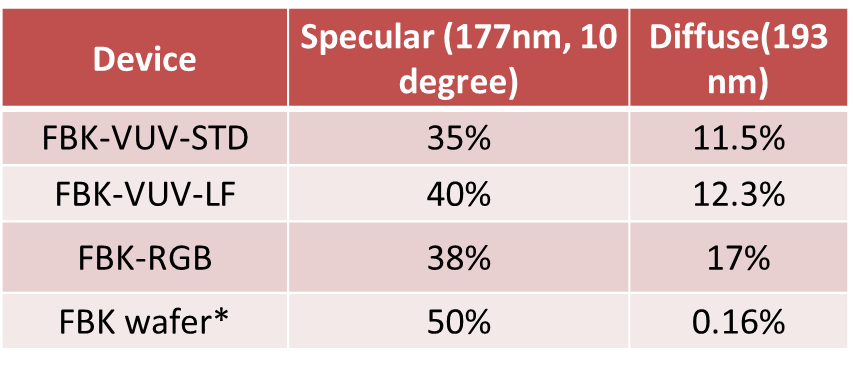 Device Specular (177nm, 10 degree) Diffuse(193 nm)
FBK-VUV-STD 35% 11.5%
FBK-VUV-LF 40% 12.3%
FBK-RGB 38% 17%
FBK wafer* 50% 0.16%